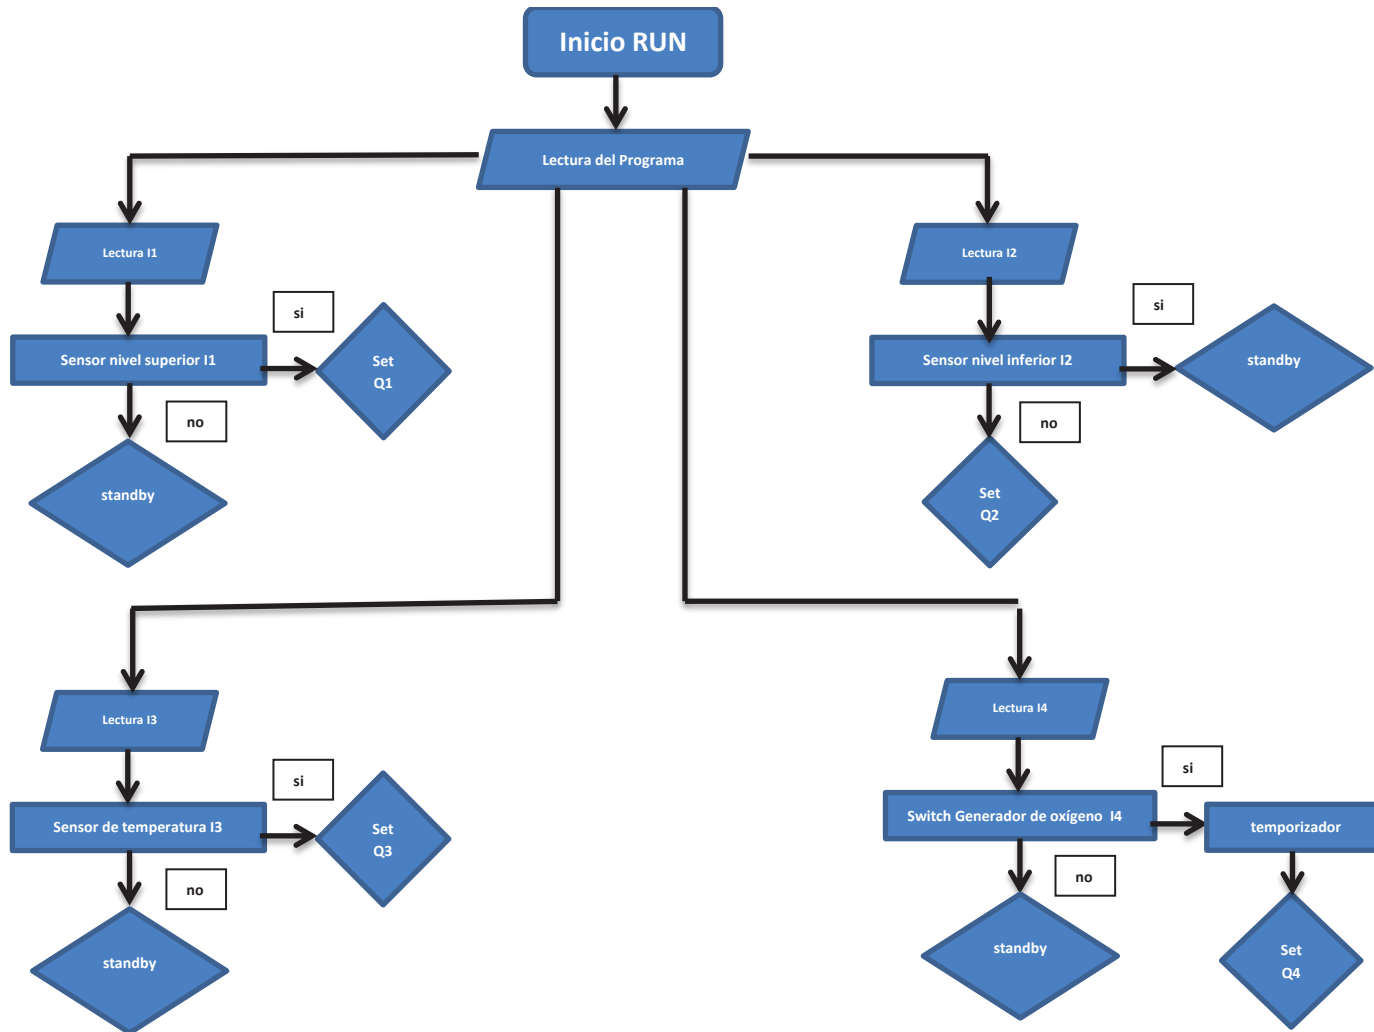 Inicio RUN
Lectura del Programa
Lectura I1
si
Sensor nivel superior I1
Set
Q1
no
standby
Lectura I2
si
Sensor nivel inferior I2
standby
no
Set
Q2
Lectura I3
si
Sensor de temperatura I3
Set
Q3
no
standby
Lectura I4
si
Switch Generador de oxígeno I4
temporizador
no
standby
Set
Q4